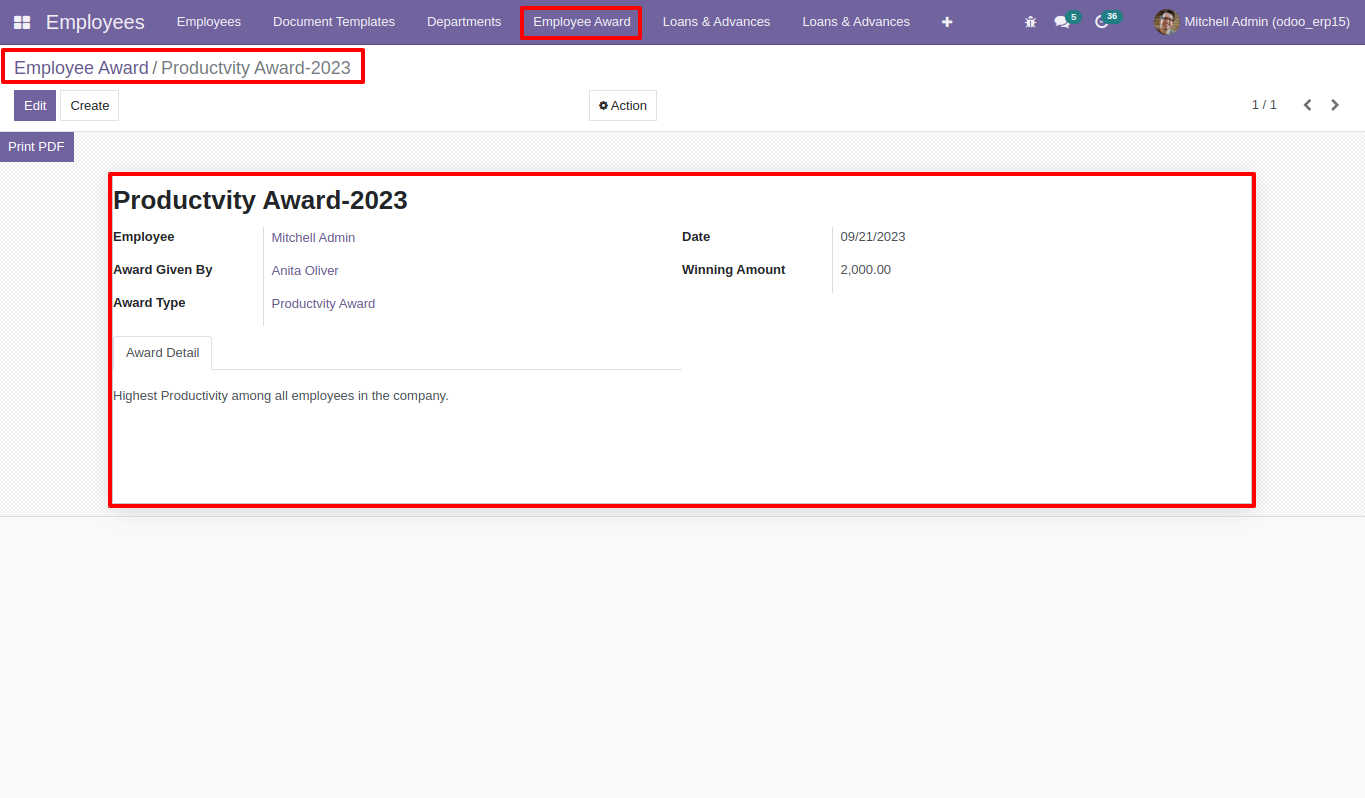 Employees Employees Document Templates Departments Employee Award Loans & Advances Loans & Advances 5 36 Mitchell Admin (odoo_erp15)
Employee Award / Productvity Award-2023
Edit Create Action 1 / 1
Print PDF
Productvity Award-2023
Employee Mitchell Admin Date 09/21/2023
Award Given By Anita Oliver Winning Amount 2,000.00
Award Type Productvity Award
Award Detail
Highest Productivity among all employees in the company.